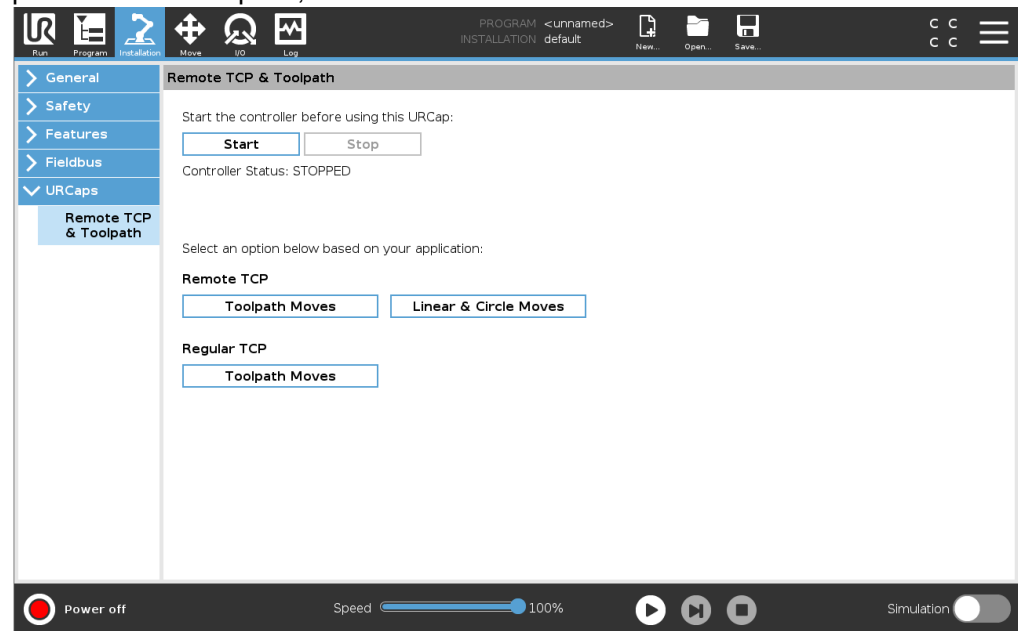 PROGRAM <unnamed>
INSTALLATION default
C C
C C
UR
Run
Program
Installation
Move
I/O
Log
New...
Open...
Save...
General
Safety
Features
Fieldbus
URCaps
Remote TCP
& Toolpath
Remote TCP & Toolpath
Start the controller before using this URCap:
Start Stop
Controller Status: STOPPED
Select an option below based on your application:
Remote TCP
Toolpath Moves Linear & Circle Moves
Regular TCP
Toolpath Moves
Power off
Speed 100%
Simulation